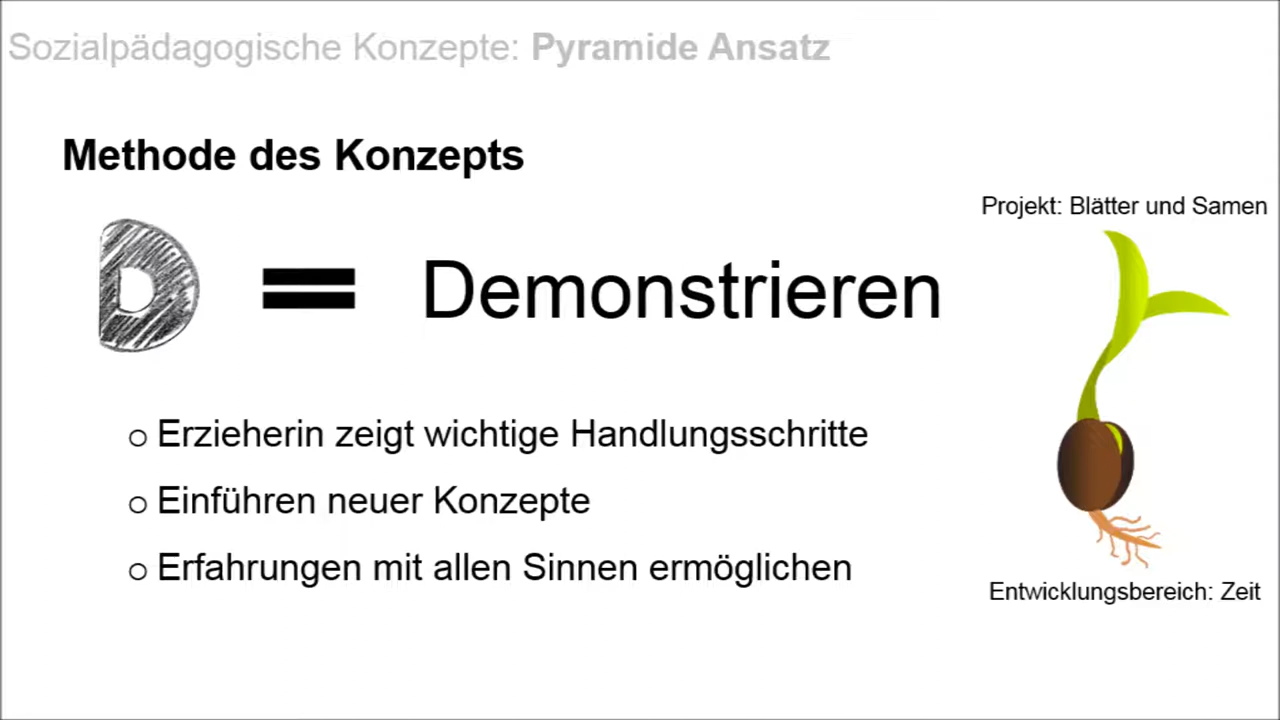 Sozialpädagogische Konzepte: Pyramide Ansatz
Methode des Konzepts
Projekt: Blätter und Samen
D = Demonstrieren
Erzieherin zeigt wichtige Handlungsschritte
Einführen neuer Konzepte
Erfahrungen mit allen Sinnen ermöglichen
Entwicklungsbereich: Zeit